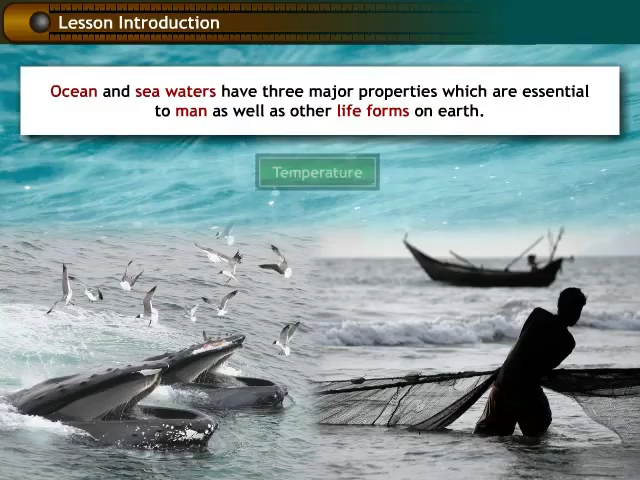 Lesson Introduction
Ocean and sea waters have three major properties which are essential
to man as well as other life forms on earth.
Temperature